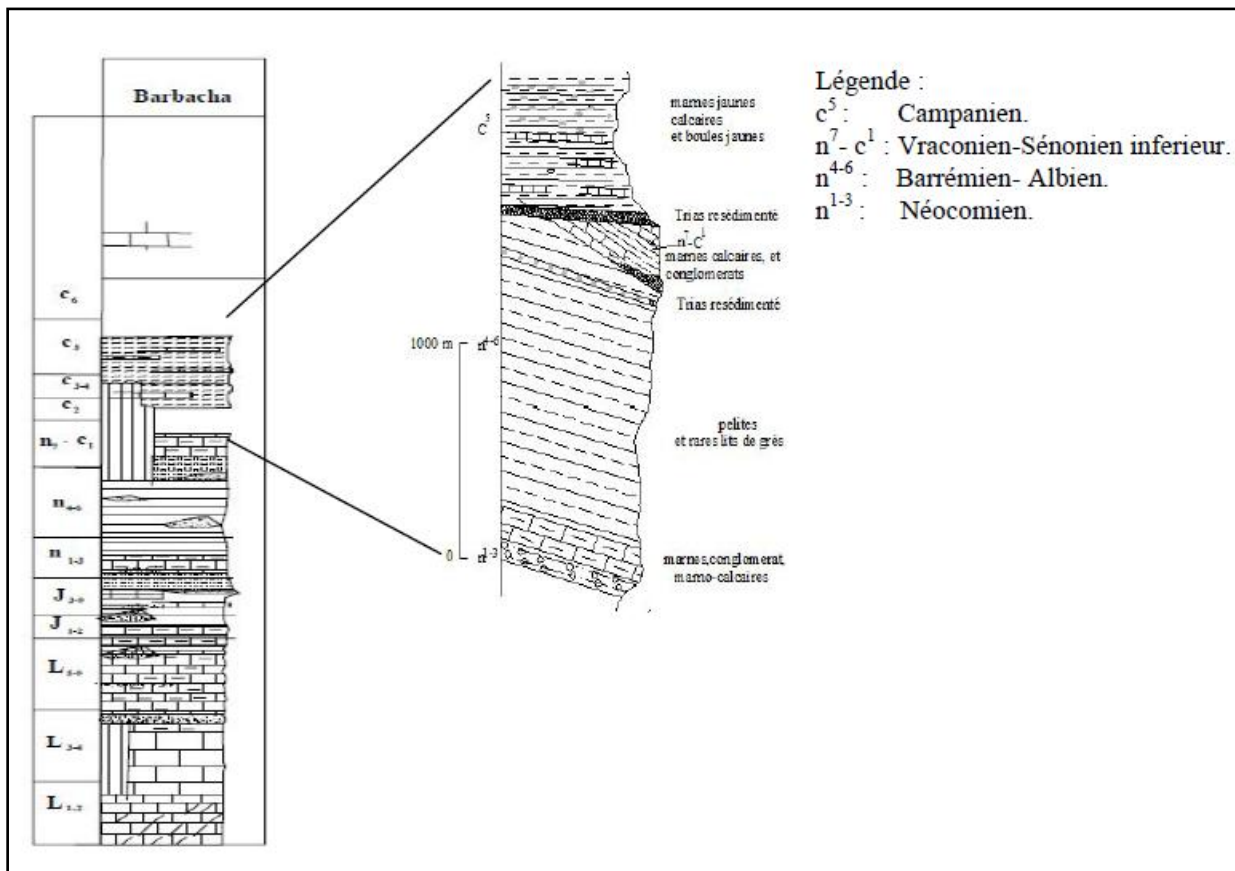 Barbacha
c₆
c₅
c₃₋₄
c₂
n₇ - c₁
n₄₋₆
n₁₋₃
J₃₋₉
J₁₋₂
L₅₋₉
L₃₋₄
L₁₋₂
C⁵
n⁷-C¹
1000 m
n⁴⁻⁶
0
n¹⁻³
marnes jaunes
calcaires
et boules jaunes
Trias resédimenté
marnes calcaires, et
conglomerats
Trias resédimenté
pelites
et rares lits de grès
marnes, conglomerat,
marno-calcaires
Légende :
c⁵ : Campanien.
n⁷- c¹ : Vraconien-Sénonien inferieur.
n⁴⁻⁶ : Barrémien- Albien.
n¹⁻³ : Néocomien.